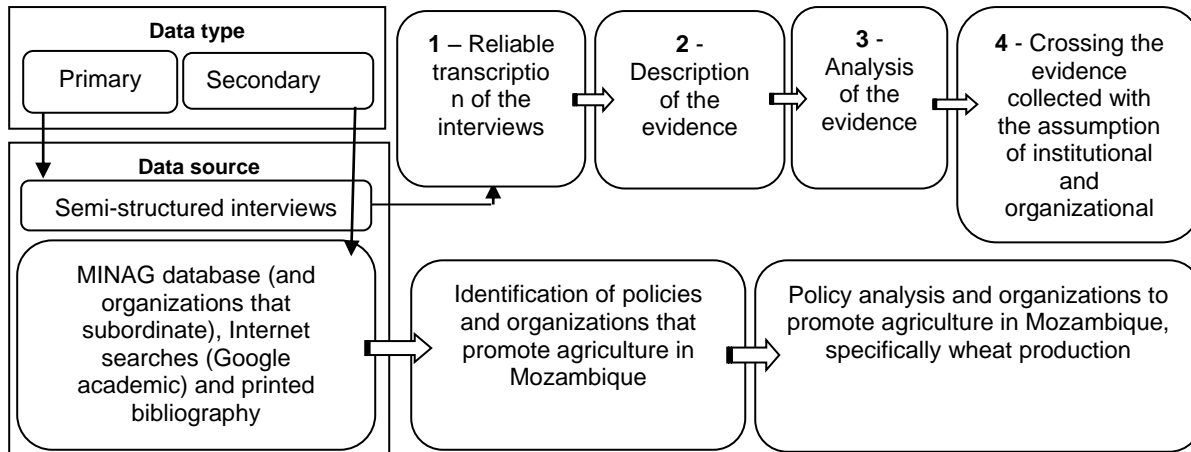 Data type
Primary
Secondary
Data source
Semi-structured interviews
MINAG database (and
organizations that
subordinate), Internet
searches (Google
academic) and printed
bibliography
1 – Reliable
transcriptio
n of the
interviews
2 -
Description
of the
evidence
3 -
Analysis
of the
evidence
4 - Crossing the
evidence
collected with
the assumption
of institutional
and
organizational
Identification of policies
and organizations that
promote agriculture in
Mozambique
Policy analysis and organizations to
promote agriculture in Mozambique,
specifically wheat production